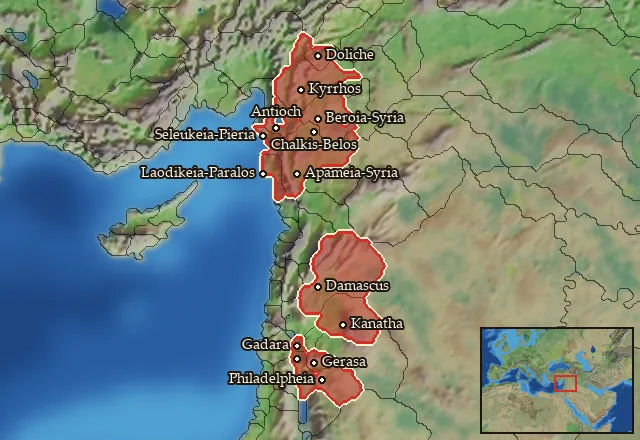 Doliche
Kyrrhos
Antioch
Beroia-Syria
Seleukeia-Pieria
Chalkis-Belos
Laodikeia-Paralos
Apameia-Syria
Damascus
Kanatha
Gadara
Gerasa
Philadelpheia